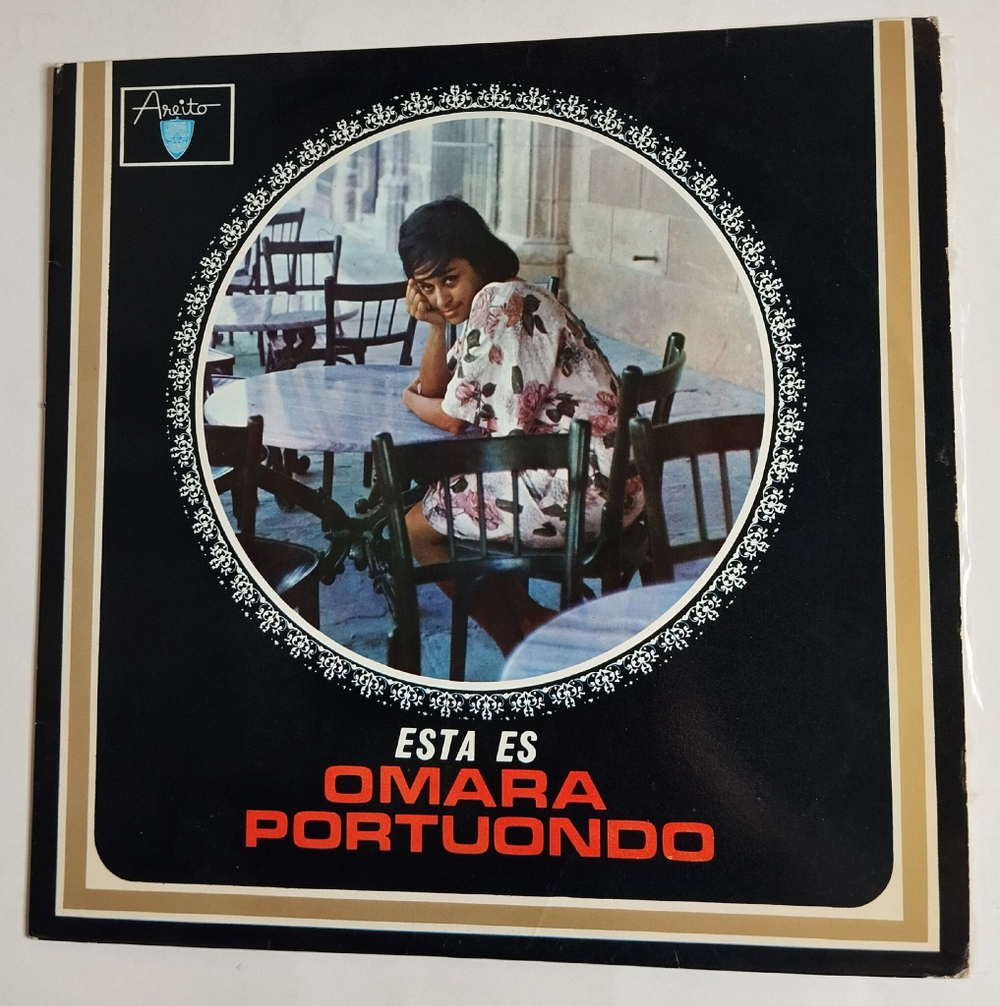 Areito
ESTA ES
OMARA
PORTUONDO